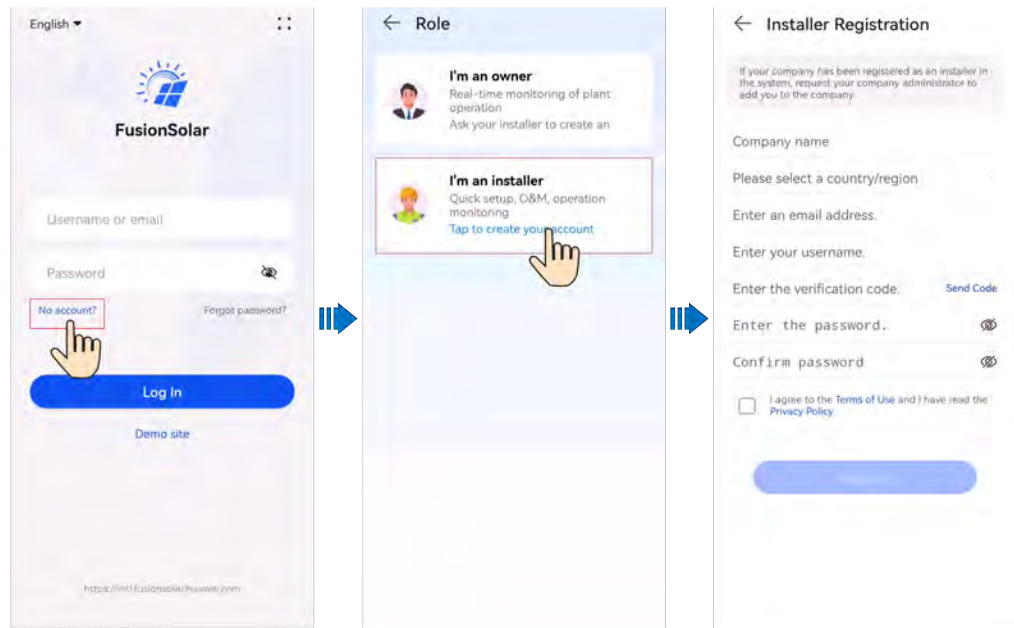 English
FusionSolar
Username or email
Password
No account?
Forgot password?
Log In
Demo site
Role
I'm an owner
Real-time monitoring of plant
operation
Ask your installer to create an
I'm an installer
Quick setup, O&M, operation
monitoring
Tap to create your account
Installer Registration
If your company has been registered as an installer in
the system, request your company administrator to
add you to the company.
Company name
Please select a country/region
Enter an email address.
Enter your username.
Enter the verification code.
Send Code
Enter the password.
Confirm password
I agree to the Terms of Use and I have read the
Privacy Policy